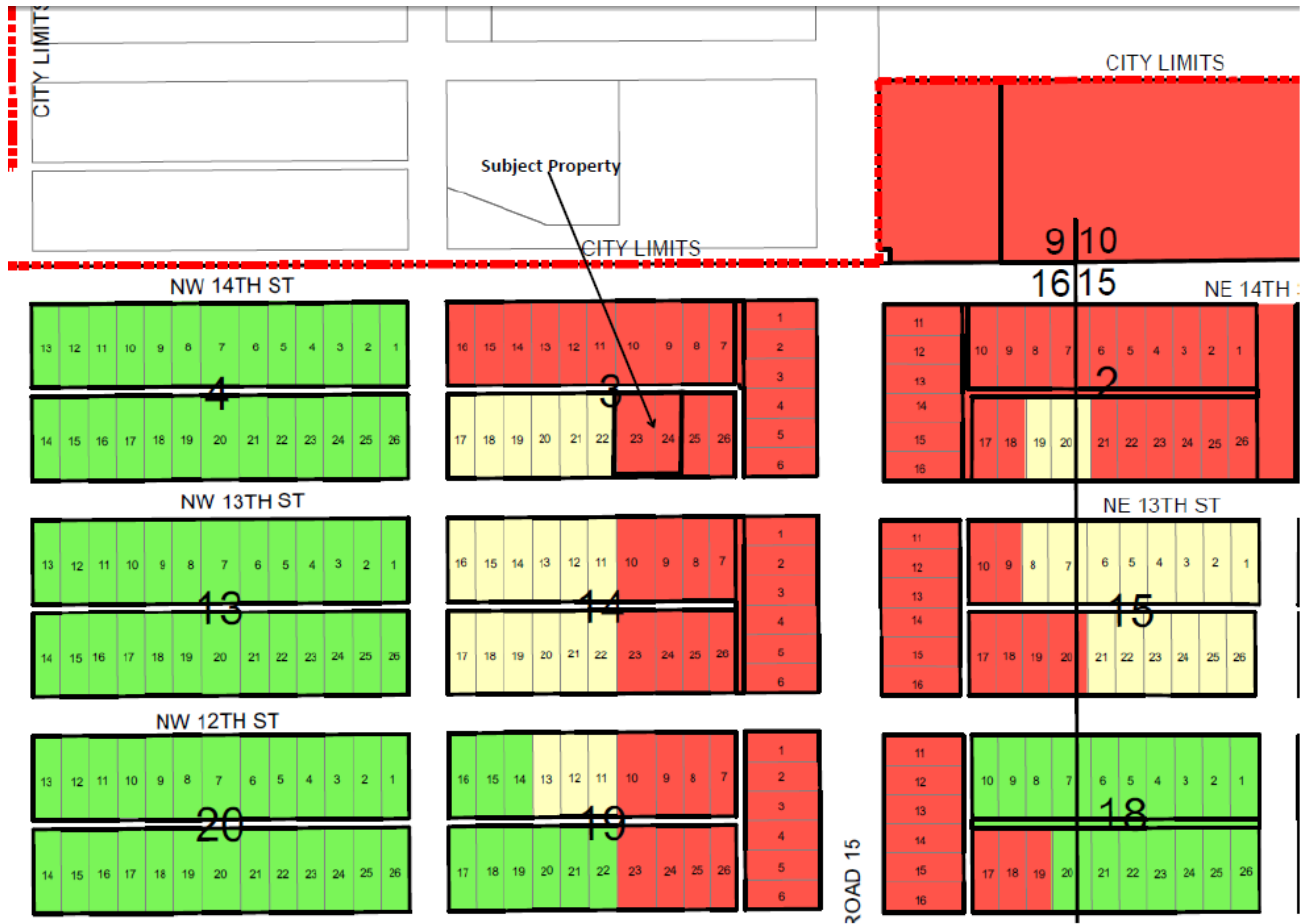 CITY LIMITS
CITY LIMITS
Subject Property
CITY LIMITS
9 10
16 15
NW 14TH ST
NE 14TH
13 12 11 10 9 8 7 6 5 4 3 2 1
4
14 15 16 17 18 19 20 21 22 23 24 25 26
16 15 14 13 12 11 10 9 8 7
3
17 18 19 20 21 22 23 24 25 26
1
2
3
4
5
6
11
12
13
14
15
16
10 9 8 7 6 5 4 3 2 1
2
17 18 19 20 21 22 23 24 25 26
NW 13TH ST
NE 13TH ST
13 12 11 10 9 8 7 6 5 4 3 2 1
13
14 15 16 17 18 19 20 21 22 23 24 25 26
16 15 14 13 12 11 10 9 8 7
14
17 18 19 20 21 22 23 24 25 26
1
2
3
4
5
6
11
12
13
14
15
16
10 9 8 7 6 5 4 3 2 1
15
17 18 19 20 21 22 23 24 25 26
NW 12TH ST
13 12 11 10 9 8 7 6 5 4 3 2 1
20
14 15 16 17 18 19 20 21 22 23 24 25 26
16 15 14 13 12 11 10 9 8 7
19
17 18 19 20 21 22 23 24 25 26
1
2
3
4
5
6
ROAD 15
11
12
13
14
15
16
10 9 8 7 6 5 4 3 2 1
18
17 18 19 20 21 22 23 24 25 26